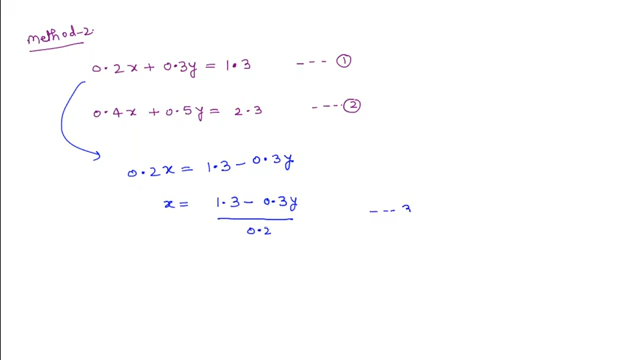 method-2
0.2x + 0.3y = 1.3 --- ①
0.4x + 0.5y = 2.3 ---- ②
0.2x = 1.3 - 0.3y
x = 1.3 - 0.3y --- 3
0.2